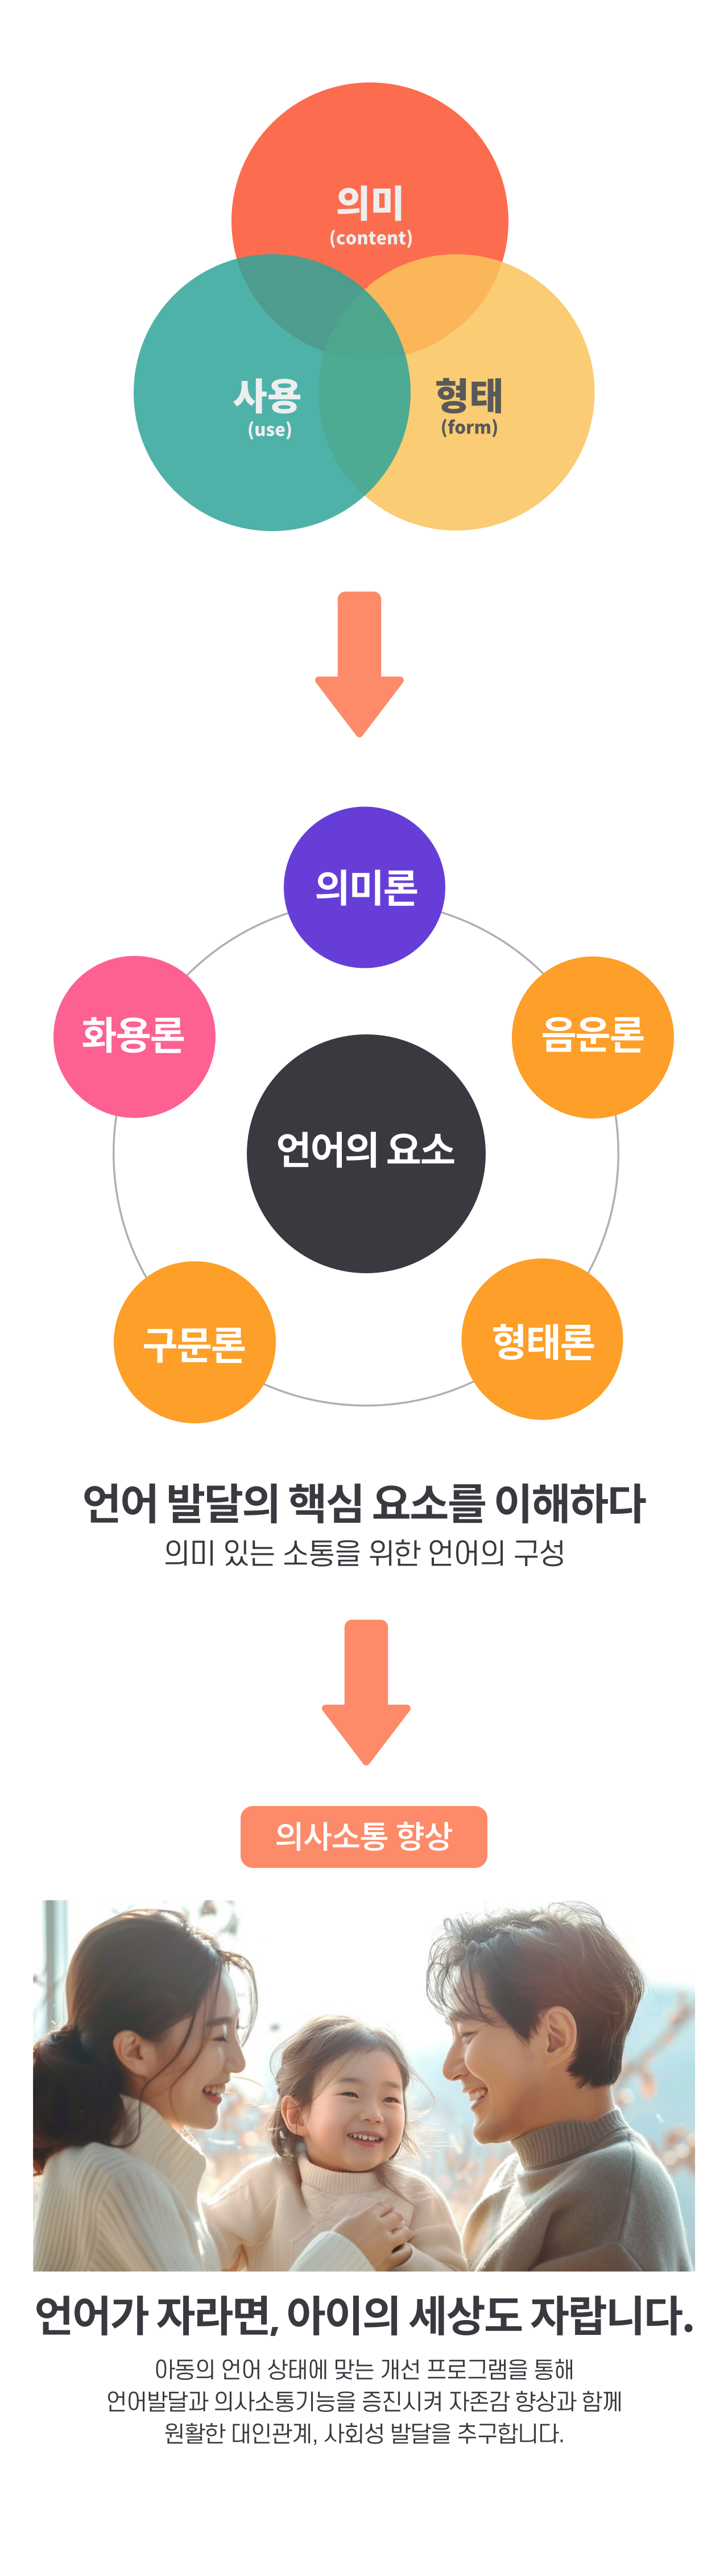 의미
(content)
사용
(use)
형태
(form)
의미론
화용론
음운론
언어의 요소
구문론
형태론
언어 발달의 핵심 요소를 이해하다
의미 있는 소통을 위한 언어의 구성
의사소통 향상
언어가 자라면, 아이의 세상도 자랍니다.
아동의 언어 상태에 맞는 개선 프로그램을 통해
언어발달과 의사소통기능을 증진시켜 자존감 향상과 함께
원활한 대인관계, 사회성 발달을 추구합니다.